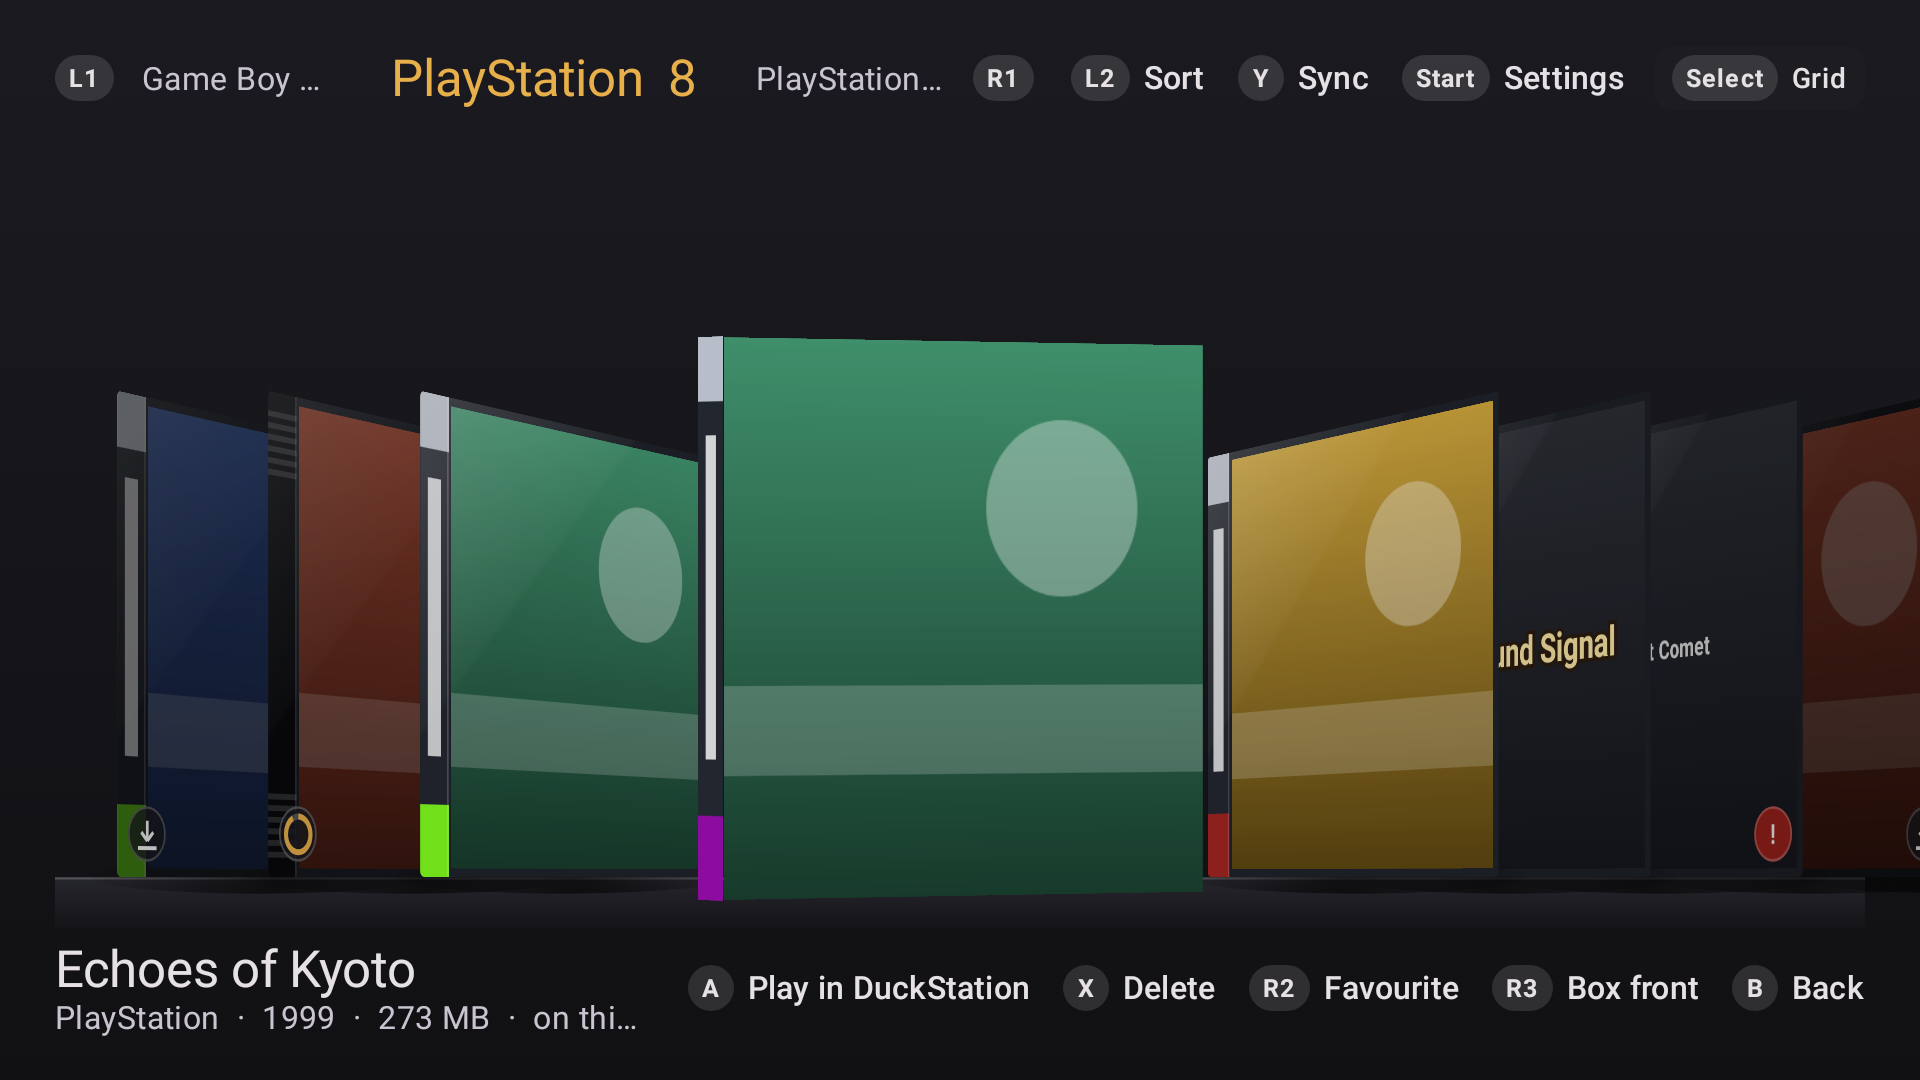 L1 Game Boy ... PlayStation 8 PlayStation... R1 L2 Sort Y Sync Start Settings Select Grid
und Signal
t Comet
!
Echoes of Kyoto
PlayStation · 1999 · 273 MB · on thi...
A Play in DuckStation X Delete R2 Favourite R3 Box front B Back